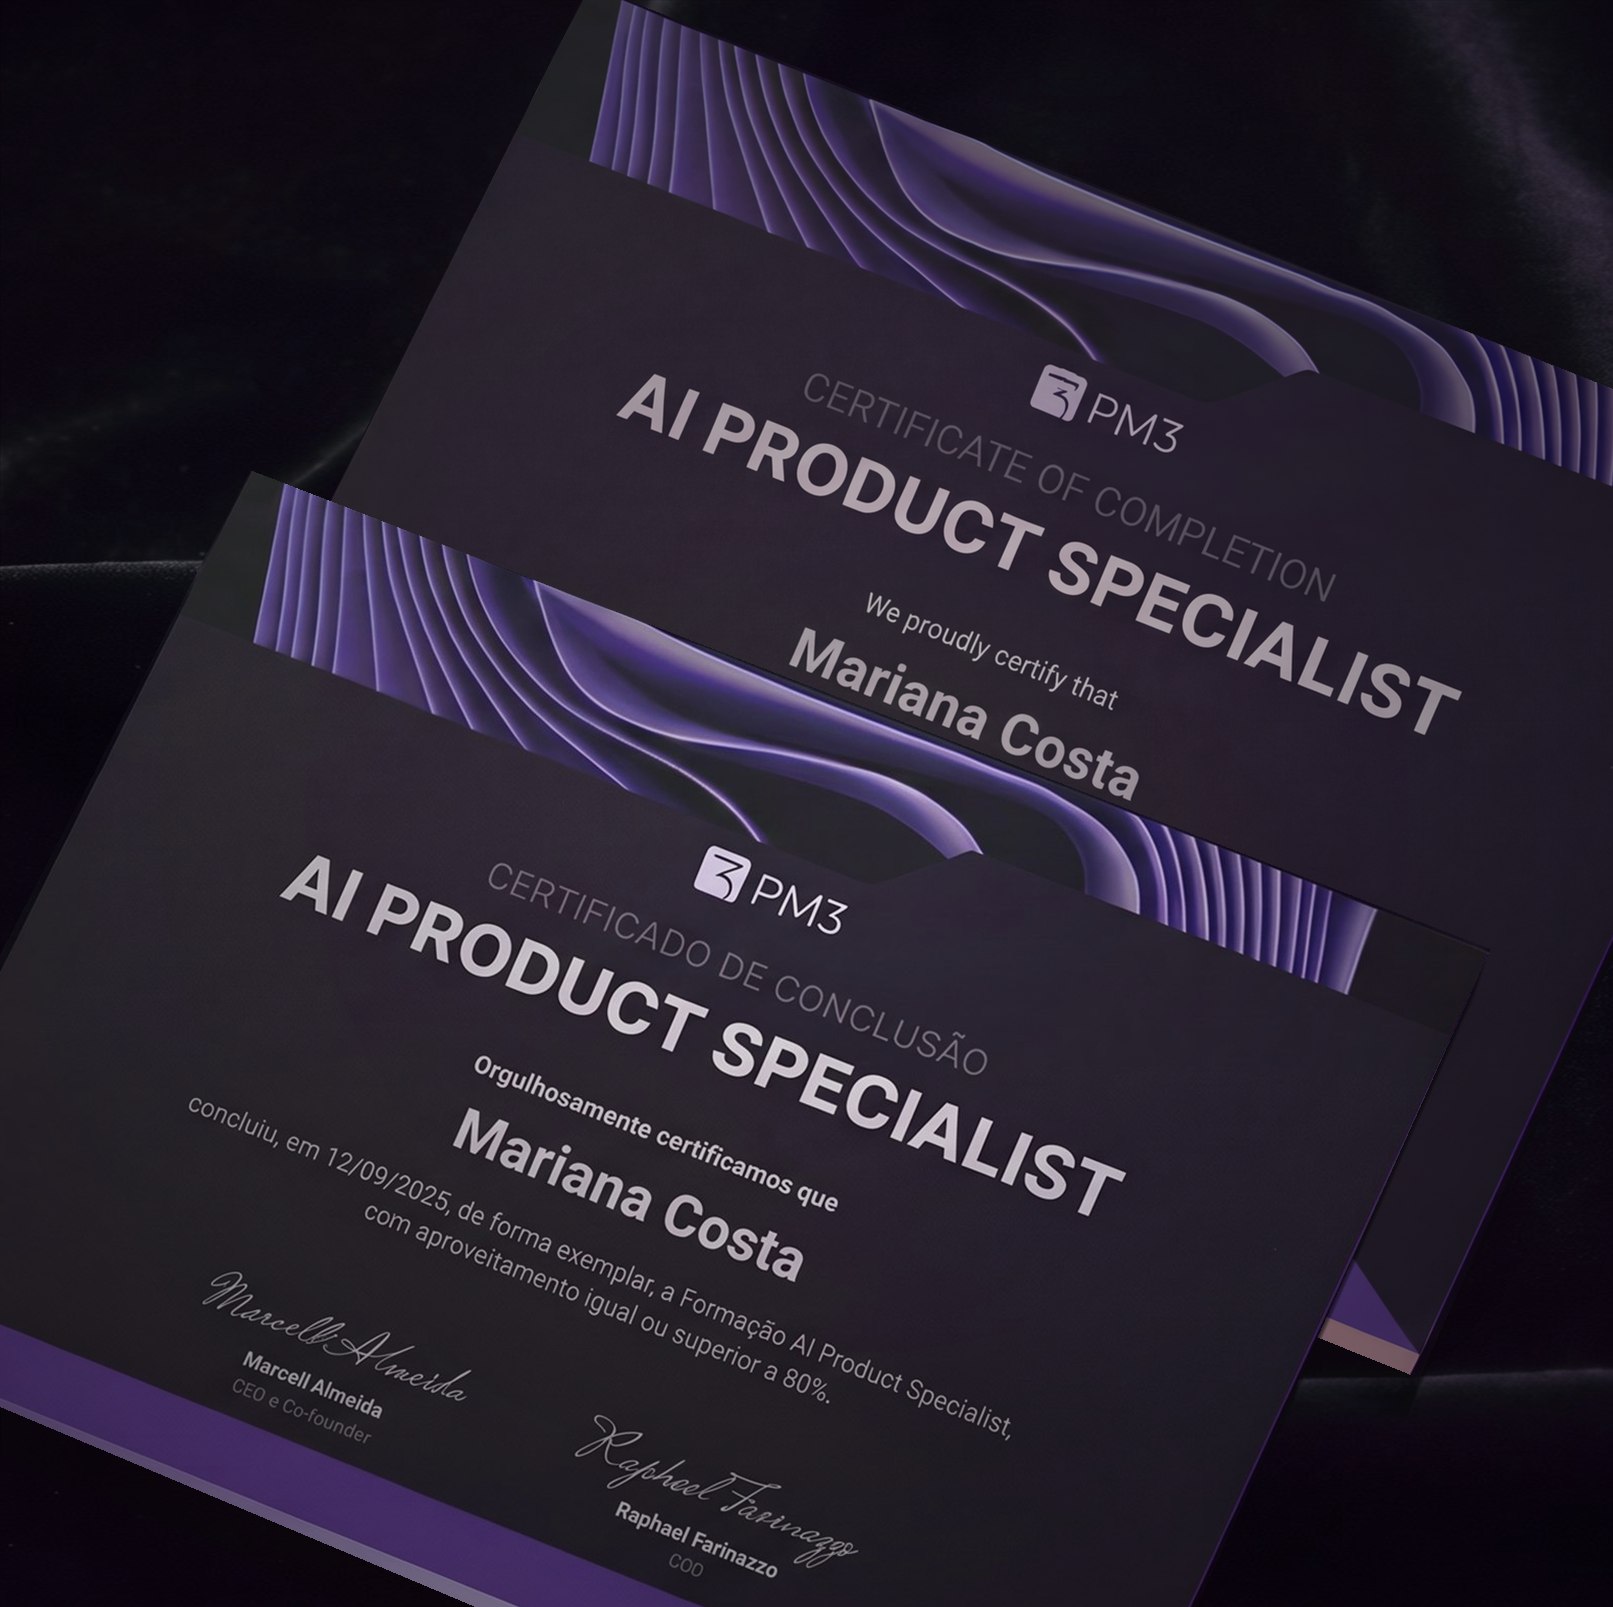 PM3
CERTIFICATE OF COMPLETION
AI PRODUCT SPECIALIST
We proudly certify that
Mariana Costa
PM3
CERTIFICADO DE CONCLUSÃO
AI PRODUCT SPECIALIST
Orgulhosamente certificamos que
Mariana Costa
concluiu, em 12/09/2025, de forma exemplar, a Formação AI Product Specialist,
com aproveitamento igual ou superior a 80%.
Marcell Almeida
Marcell Almeida
CEO e Co-founder
Raphael Farinazzo
Raphael Farinazzo
COO